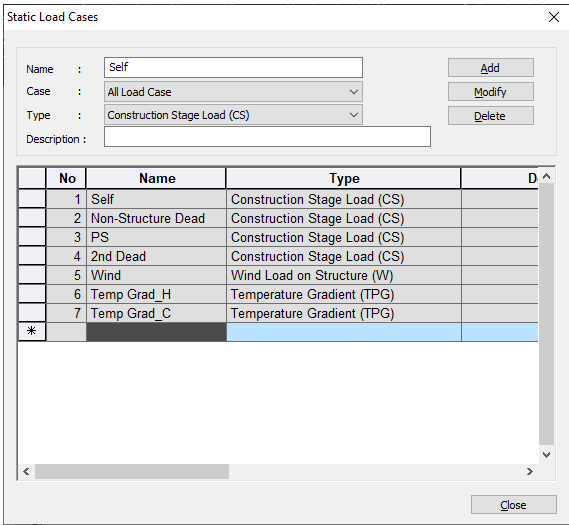 Static Load Cases
Name : Self Add
Case : All Load Case Modify
Type : Construction Stage Load (CS) Delete
Description :
No Name Type D
1 Self Construction Stage Load (CS)
2 Non-Structure Dead Construction Stage Load (CS)
3 PS Construction Stage Load (CS)
4 2nd Dead Construction Stage Load (CS)
5 Wind Wind Load on Structure (W)
6 Temp Grad_H Temperature Gradient (TPG)
7 Temp Grad_C Temperature Gradient (TPG)
*
Close